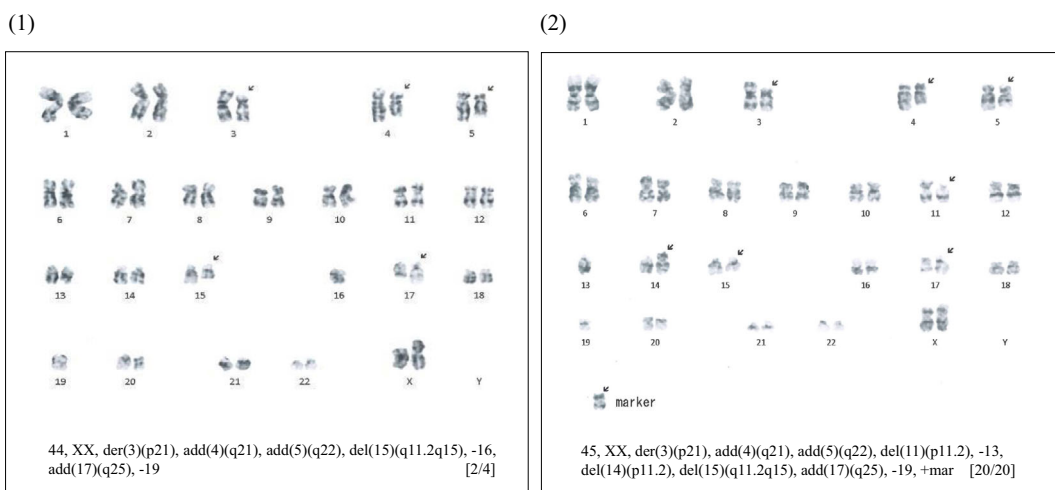 (1)
(2)
1 2 3 4 5
6 7 8 9 10 11 12
13 14 15 16 17 18
19 20 21 22 X Y
44, XX, der(3)(p21), add(4)(q21), add(5)(q22), del(15)(q11.2q15), -16,
add(17)(q25), -19 [2/4]
1 2 3 4 5
6 7 8 9 10 11 12
13 14 15 16 17 18
19 20 21 22 X Y
marker
45, XX, der(3)(p21), add(4)(q21), add(5)(q22), del(11)(p11.2), -13,
del(14)(p11.2), del(15)(q11.2q15), add(17)(q25), -19, +mar [20/20]